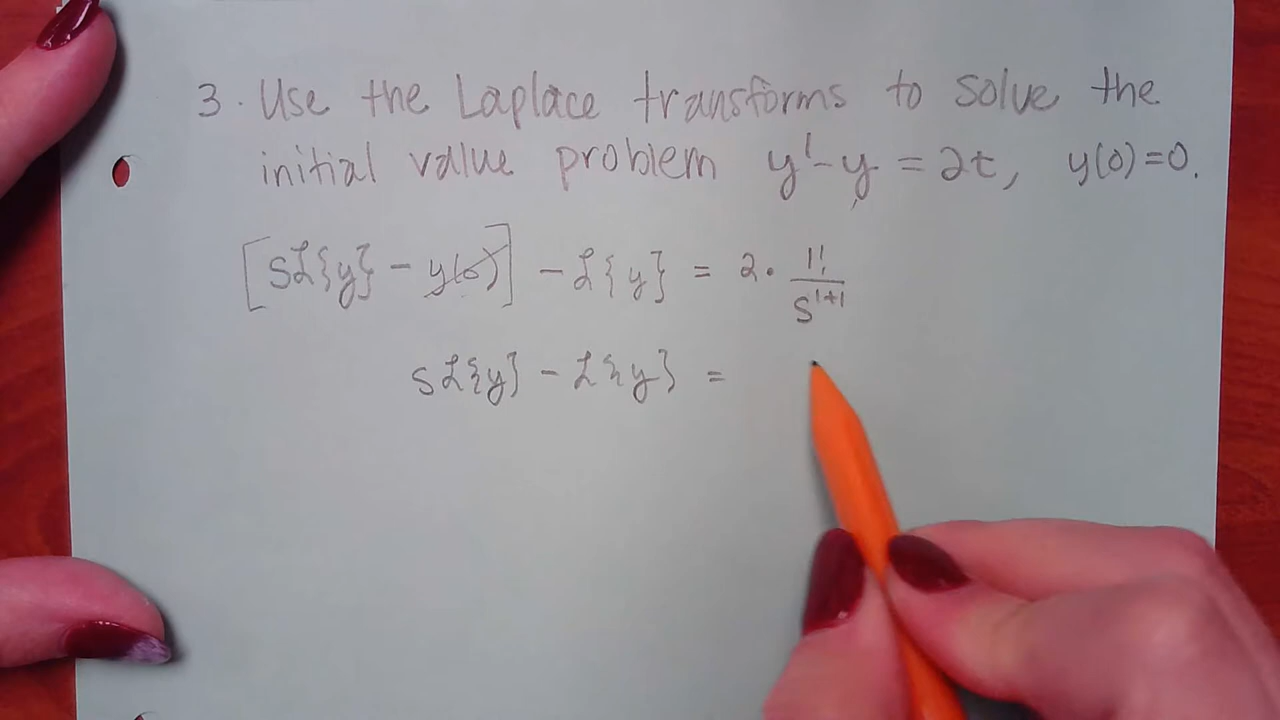 3. Use the Laplace transforms to solve the
initial value problem y' - y = 2t, y(0) = 0.
[sℒ{y} - y(0)] - ℒ{y} = 2 · 1!/s^(1+1)
sℒ{y} - ℒ{y} =